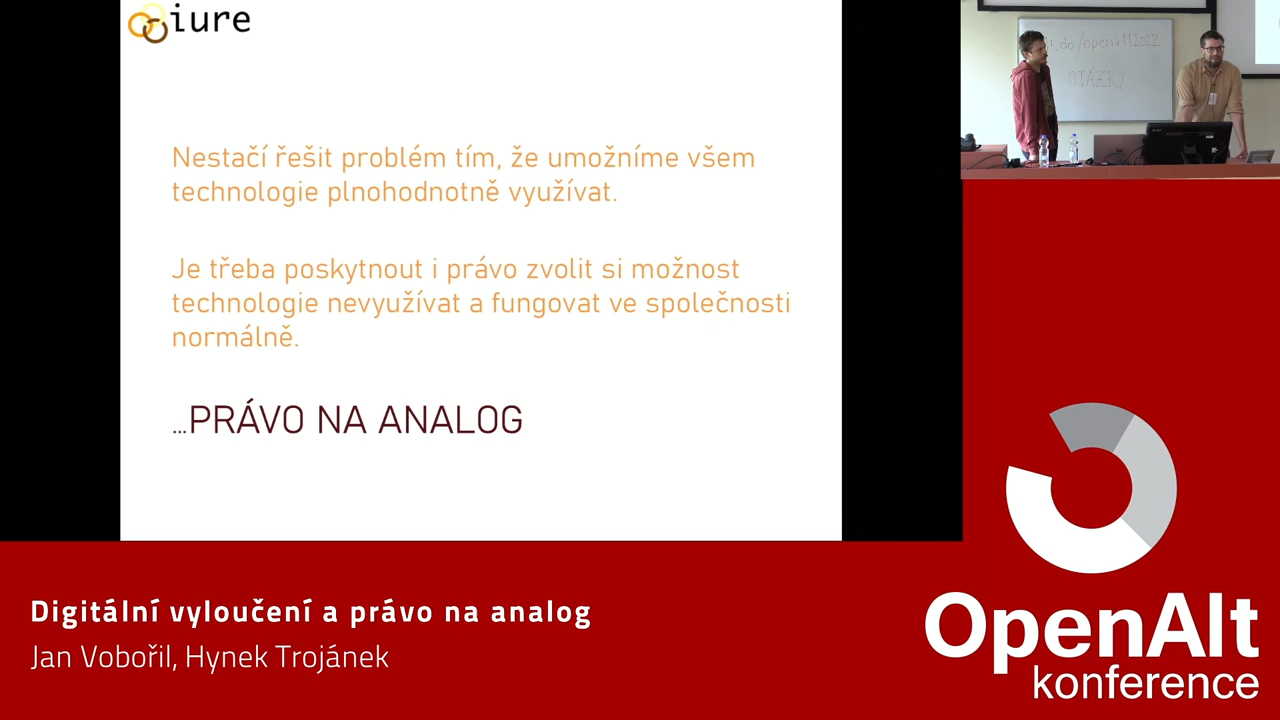 iure
Nestačí řešit problém tím, že umožníme všem
technologie plnohodnotně využívat.
Je třeba poskytnout i právo zvolit si možnost
technologie nevyužívat a fungovat ve společnosti
normálně.
...PRÁVO NA ANALOG
OTÁZKY
Digitální vyloučení a právo na analog
Jan Vobořil, Hynek Trojánek
OpenAlt
konference